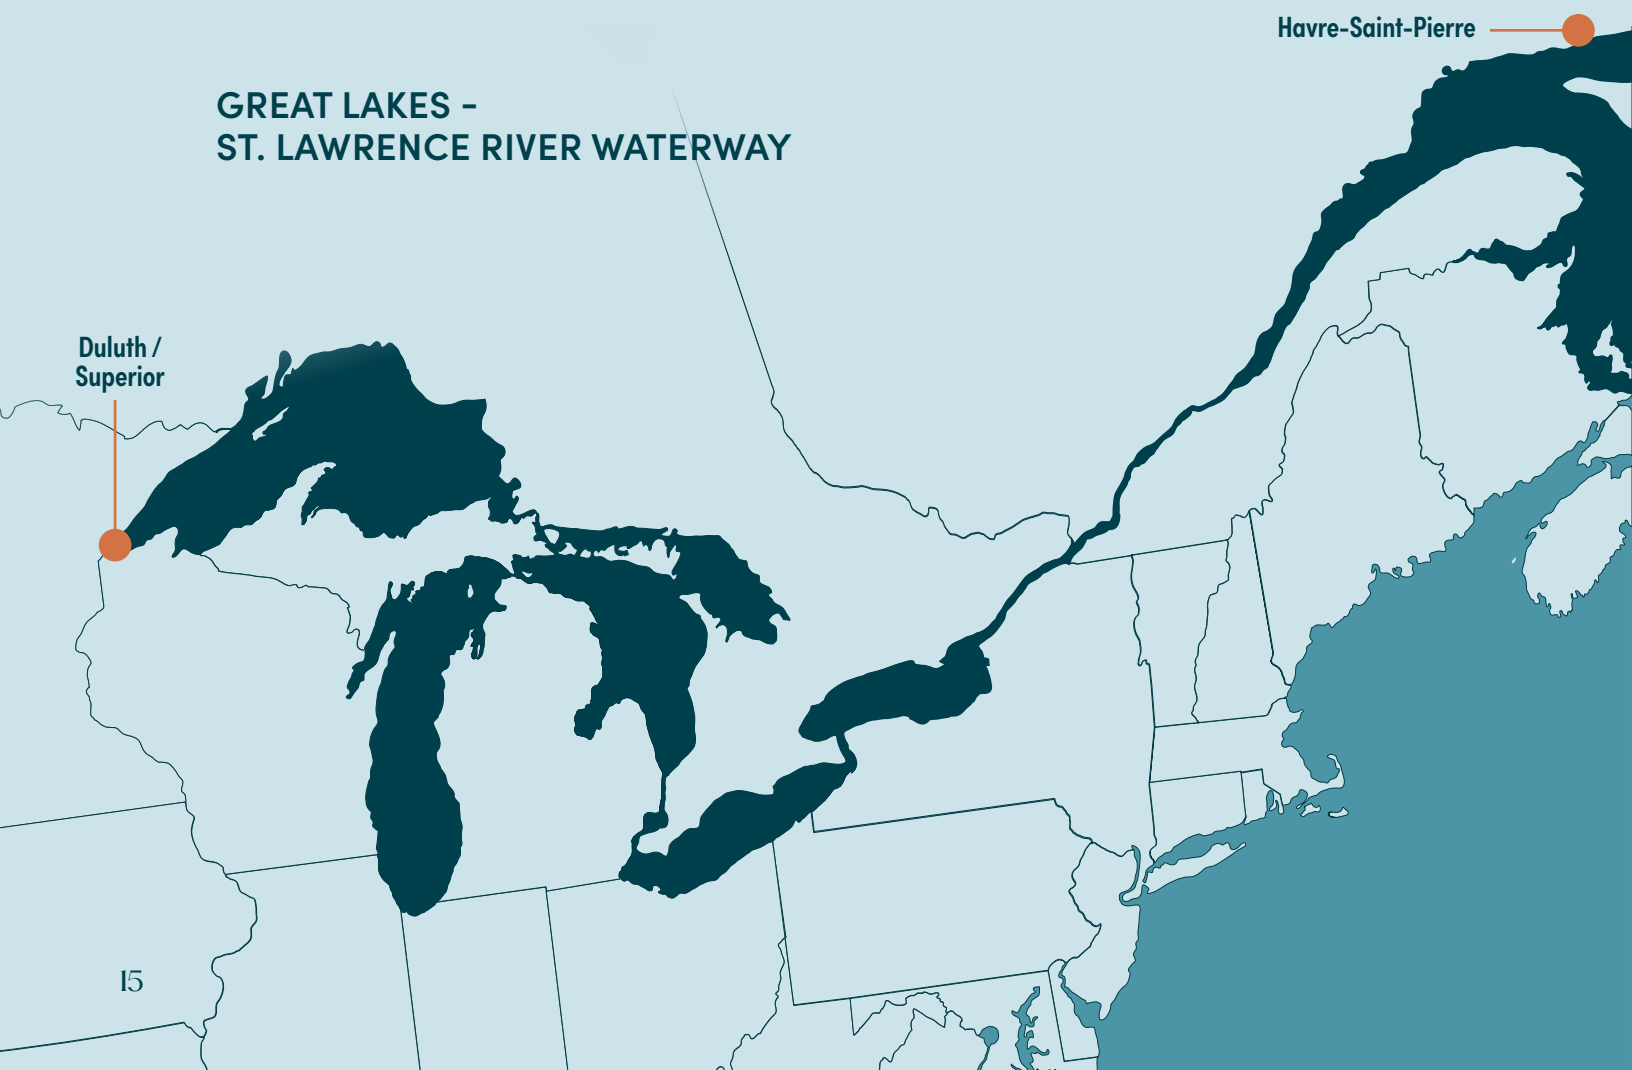 Havre-Saint-Pierre
GREAT LAKES -
ST. LAWRENCE RIVER WATERWAY
Duluth /
Superior
15